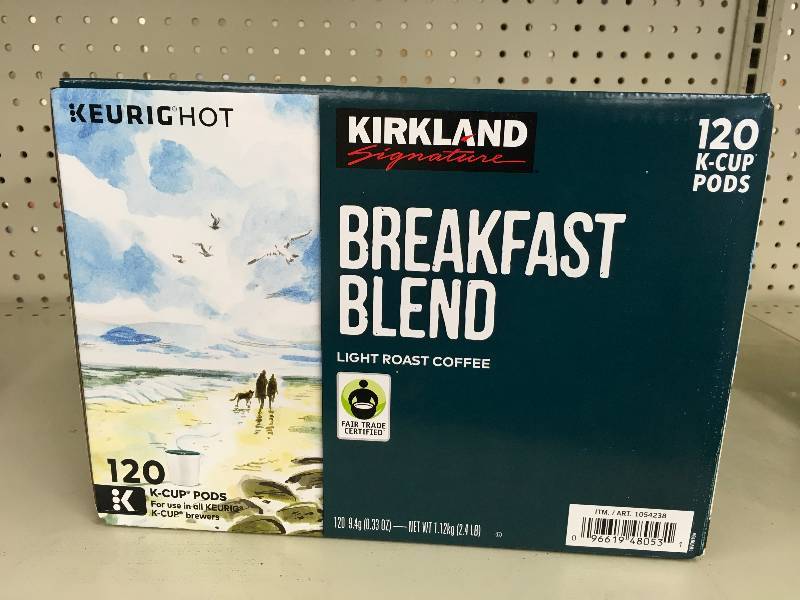 KEURIG® HOT
KIRKLAND
Signature
120
K-CUP®
PODS
BREAKFAST
BLEND
LIGHT ROAST COFFEE
FAIR TRADE
CERTIFIED
120
K-CUP® PODS
For use in all KEURIG®
K-CUP® brewers
120 9.4g (0.33 OZ) — NET WT 1.12kg (2.4 LB)
ITM. / ART. 1054238
0 96619 48053 1